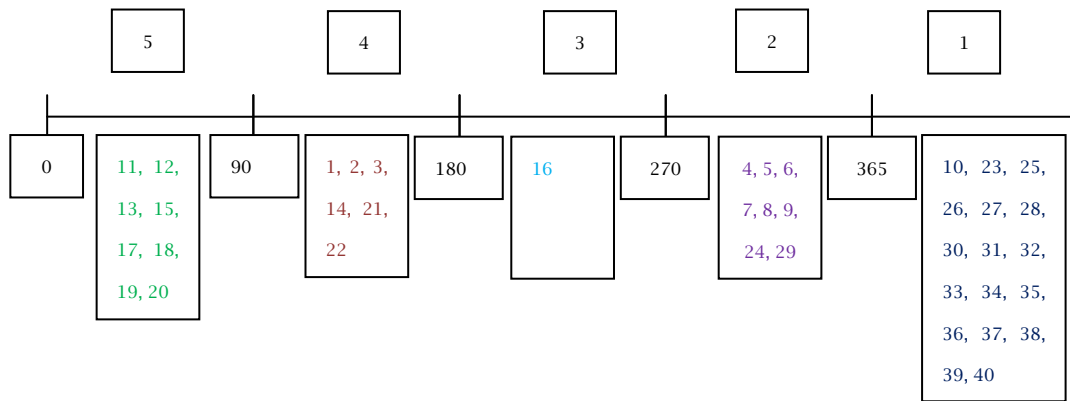 5
4
3
2
1
0
11, 12,
13, 15,
17, 18,
19, 20
90
1, 2, 3,
14, 21,
22
180
16
270
4, 5, 6,
7, 8, 9,
24, 29
365
10, 23, 25,
26, 27, 28,
30, 31, 32,
33, 34, 35,
36, 37, 38,
39, 40